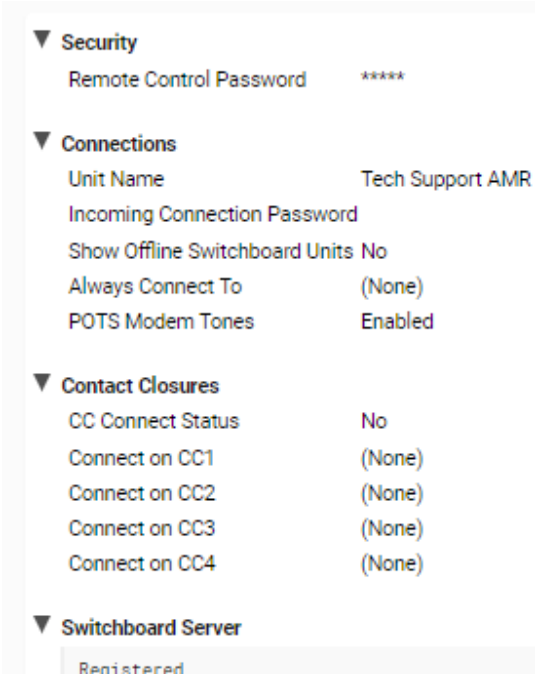 Security
Remote Control Password *****
Connections
Unit Name Tech Support AMR
Incoming Connection Password
Show Offline Switchboard Units No
Always Connect To (None)
POTS Modem Tones Enabled
Contact Closures
CC Connect Status No
Connect on CC1 (None)
Connect on CC2 (None)
Connect on CC3 (None)
Connect on CC4 (None)
Switchboard Server
Registered